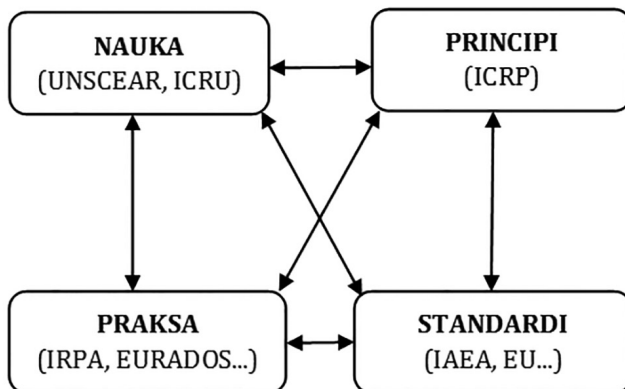 NAUKA
(UNSCEAR, ICRU)
PRINCIPI
(ICRP)
PRAKSA
(IRPA, EURADOS...)
STANDARDI
(IAEA, EU...)